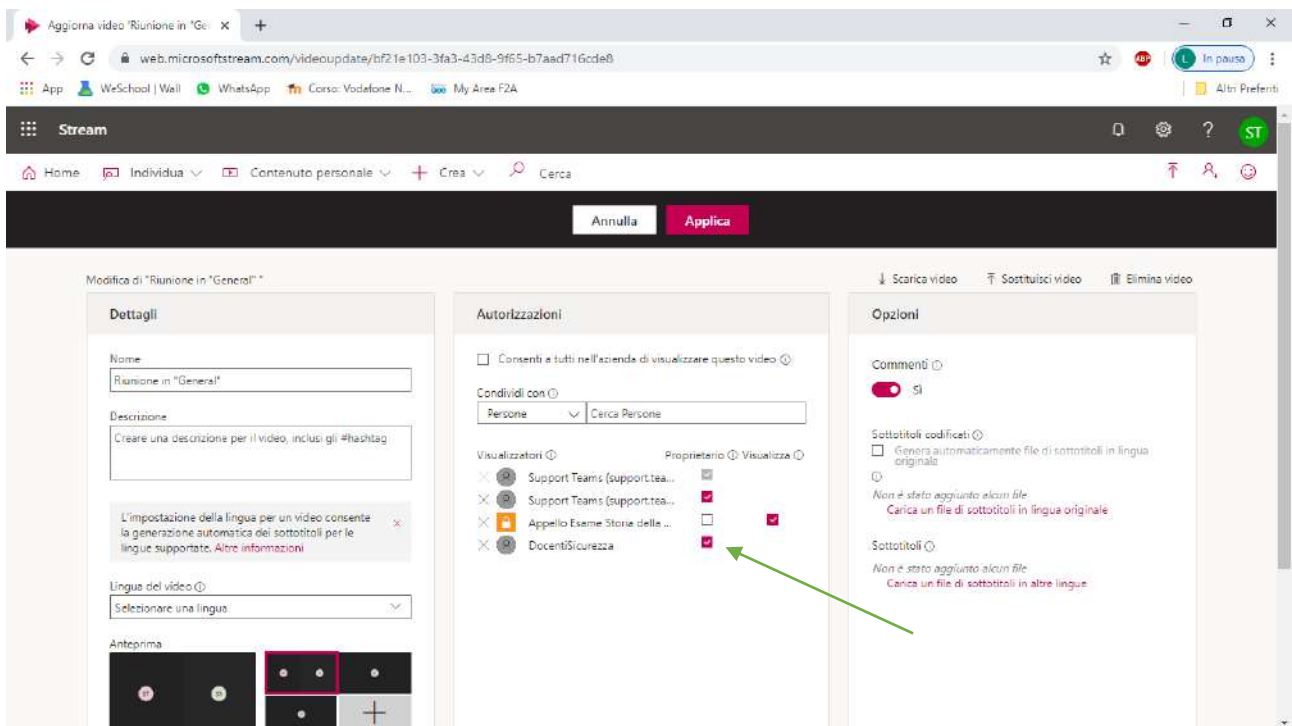 Aggiorna video "Riunione in "Ge
web.microsoftstream.com/videoupdate/bf21e103-3fa3-43d8-9f65-b7aad716cde8
ABP
L In pausa
App WeSchool | Wall WhatsApp Corso: Vodafone N... My Area F2A Altri Preferiti
Stream ? ST
Home Individua Contenuto personale Crea Cerca
Annulla Applica
Modifica di "Riunione in "General" " Scarica video Sostituisci video Elimina video
Dettagli
Nome
Riunione in "General"
Descrizione
Creare una descrizione per il video, inclusi gli #hashtag
L'impostazione della lingua per un video consente
la generazione automatica dei sottotitoli per le
lingue supportate. Altre informazioni
Lingua del video
Selezionare una lingua
Anteprima
ST
Autorizzazioni
Consenti a tutti nell'azienda di visualizzare questo video
Condividi con
Persone Cerca Persone
Visualizzatori Proprietario Visualizza
Support Teams (support.tea...
Support Teams (support.tea...
Appello Esame Storia della ...
DocentiSicurezza
Opzioni
Commenti
Sì
Sottotitoli codificati
Genera automaticamente file di sottotitoli in lingua
originale
Non è stato aggiunto alcun file
Carica un file di sottotitoli in lingua originale
Sottotitoli
Non è stato aggiunto alcun file
Carica un file di sottotitoli in altre lingue